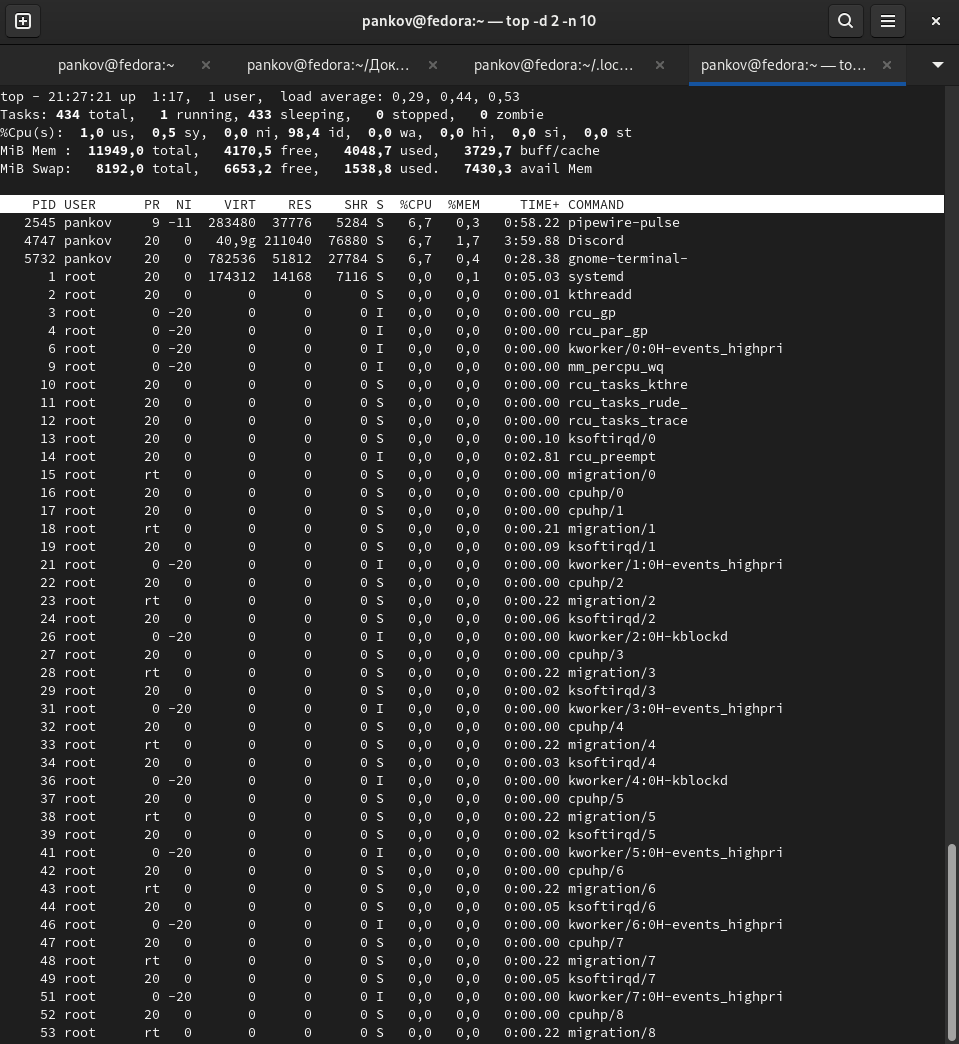 pankov@fedora:~ — top -d 2 -n 10
pankov@fedora:~ × pankov@fedora:~/Док... × pankov@fedora:~/.loc... × pankov@fedora:~ — to... ×
top - 21:27:21 up  1:17,  1 user,  load average: 0,29, 0,44, 0,53
Tasks: 434 total,   1 running, 433 sleeping,   0 stopped,   0 zombie
%Cpu(s):  1,0 us,  0,5 sy,  0,0 ni, 98,4 id,  0,0 wa,  0,0 hi,  0,0 si,  0,0 st
MiB Mem :  11949,0 total,   4170,5 free,   4048,7 used,   3729,7 buff/cache
MiB Swap:   8192,0 total,   6653,2 free,   1538,8 used.   7430,3 avail Mem
PID USER      PR  NI    VIRT    RES    SHR S  %CPU  %MEM     TIME+ COMMAND
2545 pankov     9 -11  283480  37776   5284 S   6,7   0,3   0:58.22 pipewire-pulse
4747 pankov    20   0   40,9g 211040  76880 S   6,7   1,7   3:59.88 Discord
5732 pankov    20   0  782536  51812  27784 S   6,7   0,4   0:28.38 gnome-terminal-
1 root      20   0  174312  14168   7116 S   0,0   0,1   0:05.03 systemd
2 root      20   0       0      0      0 S   0,0   0,0   0:00.01 kthreadd
3 root       0 -20       0      0      0 I   0,0   0,0   0:00.00 rcu_gp
4 root       0 -20       0      0      0 I   0,0   0,0   0:00.00 rcu_par_gp
6 root       0 -20       0      0      0 I   0,0   0,0   0:00.00 kworker/0:0H-events_highpri
9 root       0 -20       0      0      0 I   0,0   0,0   0:00.00 mm_percpu_wq
10 root      20   0       0      0      0 S   0,0   0,0   0:00.00 rcu_tasks_kthre
11 root      20   0       0      0      0 S   0,0   0,0   0:00.00 rcu_tasks_rude_
12 root      20   0       0      0      0 S   0,0   0,0   0:00.00 rcu_tasks_trace
13 root      20   0       0      0      0 S   0,0   0,0   0:00.10 ksoftirqd/0
14 root      20   0       0      0      0 I   0,0   0,0   0:02.81 rcu_preempt
15 root      rt   0       0      0      0 S   0,0   0,0   0:00.00 migration/0
16 root      20   0       0      0      0 S   0,0   0,0   0:00.00 cpuhp/0
17 root      20   0       0      0      0 S   0,0   0,0   0:00.00 cpuhp/1
18 root      rt   0       0      0      0 S   0,0   0,0   0:00.21 migration/1
19 root      20   0       0      0      0 S   0,0   0,0   0:00.09 ksoftirqd/1
21 root       0 -20       0      0      0 I   0,0   0,0   0:00.00 kworker/1:0H-events_highpri
22 root      20   0       0      0      0 S   0,0   0,0   0:00.00 cpuhp/2
23 root      rt   0       0      0      0 S   0,0   0,0   0:00.22 migration/2
24 root      20   0       0      0      0 S   0,0   0,0   0:00.06 ksoftirqd/2
26 root       0 -20       0      0      0 I   0,0   0,0   0:00.00 kworker/2:0H-kblockd
27 root      20   0       0      0      0 S   0,0   0,0   0:00.00 cpuhp/3
28 root      rt   0       0      0      0 S   0,0   0,0   0:00.22 migration/3
29 root      20   0       0      0      0 S   0,0   0,0   0:00.02 ksoftirqd/3
31 root       0 -20       0      0      0 I   0,0   0,0   0:00.00 kworker/3:0H-events_highpri
32 root      20   0       0      0      0 S   0,0   0,0   0:00.00 cpuhp/4
33 root      rt   0       0      0      0 S   0,0   0,0   0:00.22 migration/4
34 root      20   0       0      0      0 S   0,0   0,0   0:00.03 ksoftirqd/4
36 root       0 -20       0      0      0 I   0,0   0,0   0:00.00 kworker/4:0H-kblockd
37 root      20   0       0      0      0 S   0,0   0,0   0:00.00 cpuhp/5
38 root      rt   0       0      0      0 S   0,0   0,0   0:00.22 migration/5
39 root      20   0       0      0      0 S   0,0   0,0   0:00.02 ksoftirqd/5
41 root       0 -20       0      0      0 I   0,0   0,0   0:00.00 kworker/5:0H-events_highpri
42 root      20   0       0      0      0 S   0,0   0,0   0:00.00 cpuhp/6
43 root      rt   0       0      0      0 S   0,0   0,0   0:00.22 migration/6
44 root      20   0       0      0      0 S   0,0   0,0   0:00.05 ksoftirqd/6
46 root       0 -20       0      0      0 I   0,0   0,0   0:00.00 kworker/6:0H-events_highpri
47 root      20   0       0      0      0 S   0,0   0,0   0:00.00 cpuhp/7
48 root      rt   0       0      0      0 S   0,0   0,0   0:00.22 migration/7
49 root      20   0       0      0      0 S   0,0   0,0   0:00.05 ksoftirqd/7
51 root       0 -20       0      0      0 I   0,0   0,0   0:00.00 kworker/7:0H-events_highpri
52 root      20   0       0      0      0 S   0,0   0,0   0:00.00 cpuhp/8
53 root      rt   0       0      0      0 S   0,0   0,0   0:00.22 migration/8